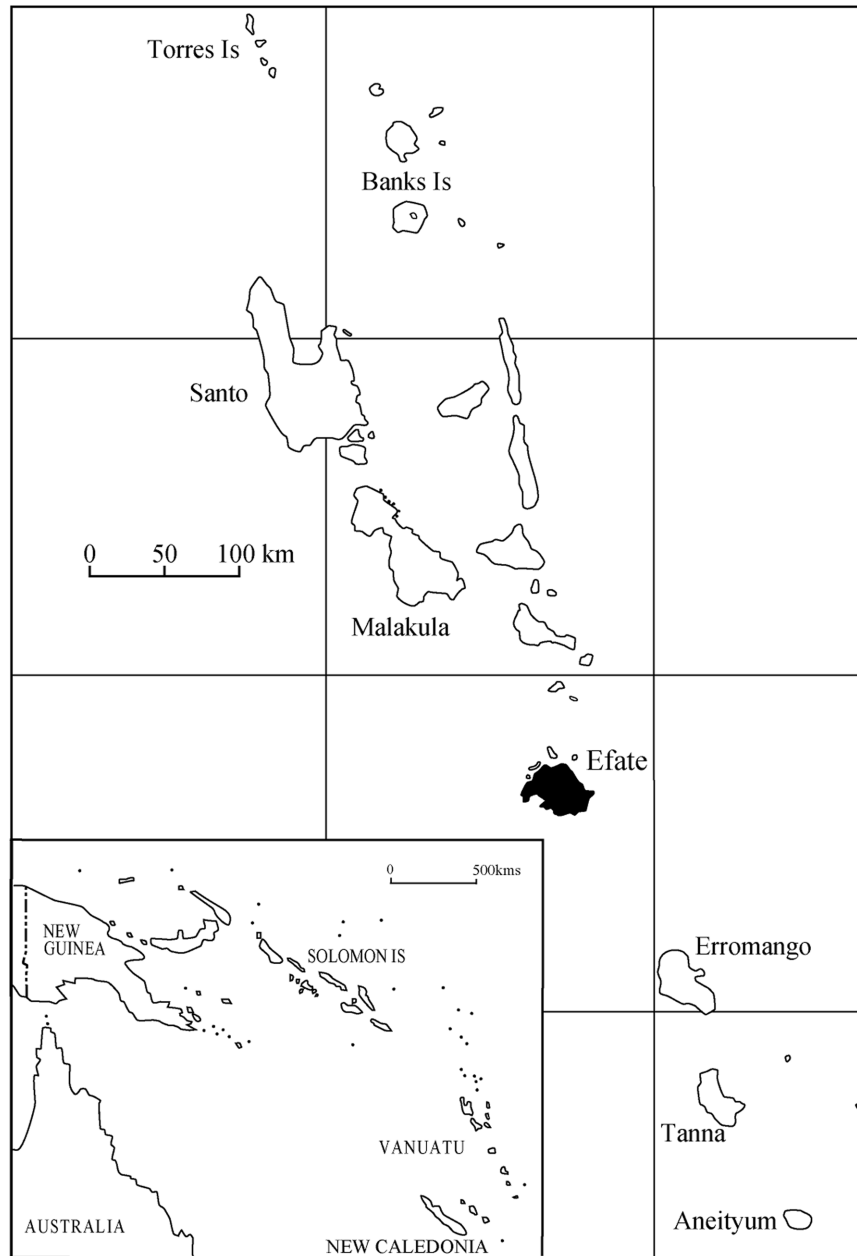 Torres Is
Banks Is
Santo
0 50 100 km
Malakula
Efate
0 500kms
NEW
GUINEA
SOLOMON IS
Erromango
VANUATU
Tanna
AUSTRALIA
NEW CALEDONIA
Aneityum